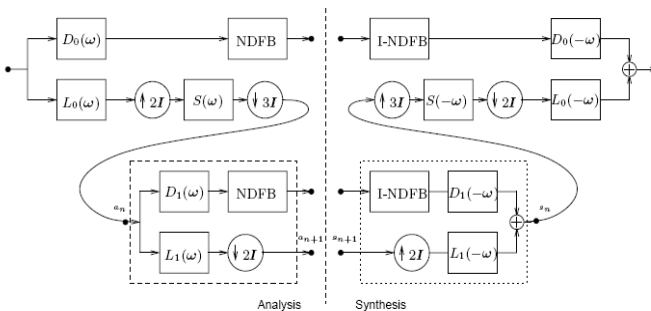 D₀(ω) NDFB I-NDFB D₀(−ω)
L₀(ω) ↑2I S(ω) ↓3I ↑3I S(−ω) ↓2I L₀(−ω)
aₙ D₁(ω) NDFB I-NDFB D₁(−ω) sₙ
L₁(ω) ↓2I aₙ₊₁ sₙ₊₁ ↑2I L₁(−ω)
Analysis Synthesis